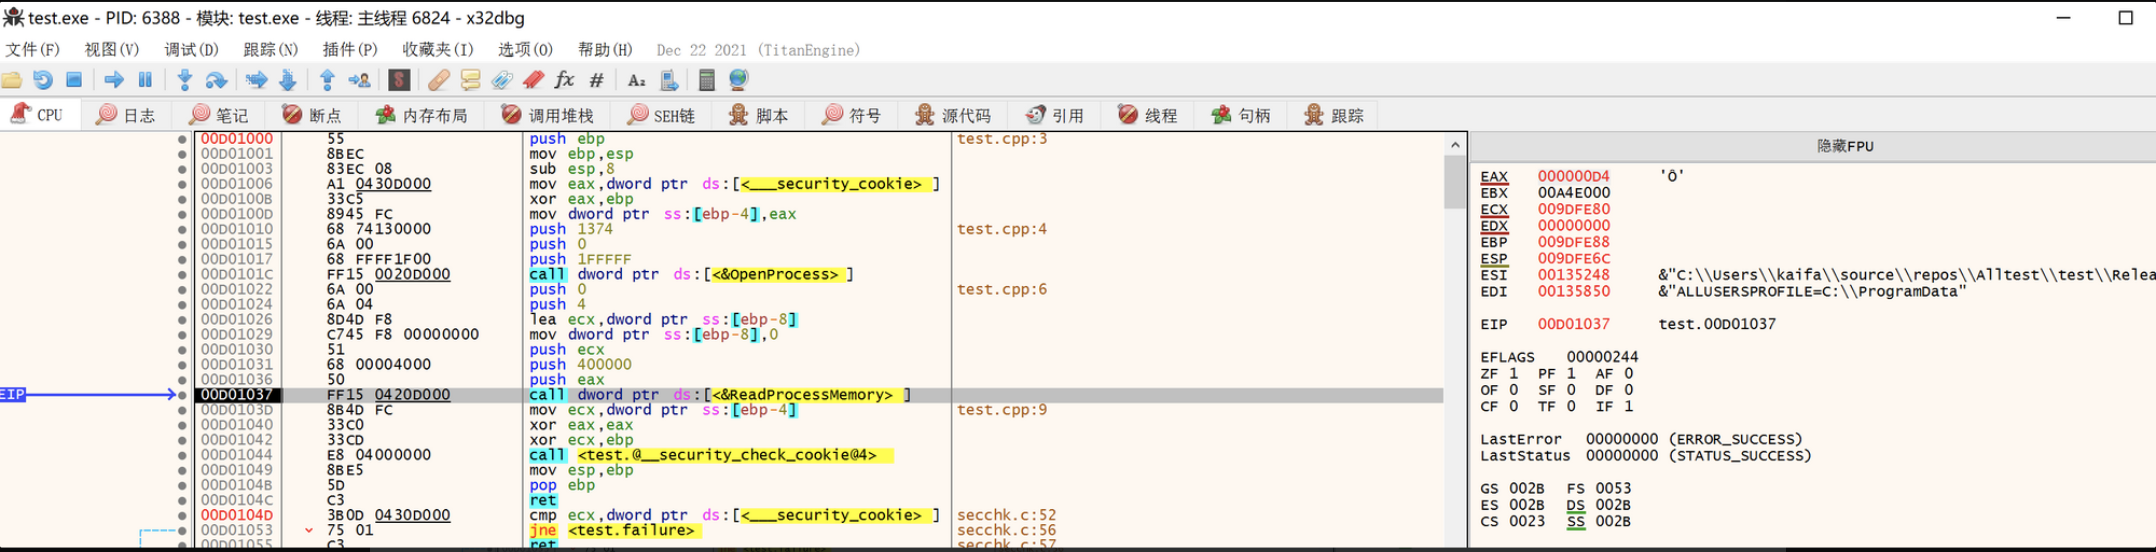 test.exe - PID: 6388 - 模块: test.exe - 线程: 主线程 6824 - x32dbg
文件(F) 视图(V) 调试(D) 跟踪(N) 插件(P) 收藏夹(I) 选项(O) 帮助(H) Dec 22 2021 (TitanEngine)
CPU 日志 笔记 断点 内存布局 调用堆栈 SEH链 脚本 符号 源代码 引用 线程 句柄 跟踪
00D01000 55 push ebp test.cpp:3
00D01001 8BEC mov ebp,esp
00D01003 83EC 08 sub esp,8
00D01006 A1 0430D000 mov eax,dword ptr ds:[<___security_cookie>]
00D0100B 33C5 xor eax,ebp
00D0100D 8945 FC mov dword ptr ss:[ebp-4],eax
00D01010 68 74130000 push 1374 test.cpp:4
00D01015 6A 00 push 0
00D01017 68 FFFF1F00 push 1FFFFF
00D0101C FF15 0020D000 call dword ptr ds:[<&OpenProcess>]
00D01022 6A 00 push 0 test.cpp:6
00D01024 6A 04 push 4
00D01026 8D4D F8 lea ecx,dword ptr ss:[ebp-8]
00D01029 C745 F8 00000000 mov dword ptr ss:[ebp-8],0
00D01030 51 push ecx
00D01031 68 00004000 push 400000
00D01036 50 push eax
EIP 00D01037 FF15 0420D000 call dword ptr ds:[<&ReadProcessMemory>]
00D0103D 8B4D FC mov ecx,dword ptr ss:[ebp-4] test.cpp:9
00D01040 33C0 xor eax,eax
00D01042 33CD xor ecx,ebp
00D01044 E8 04000000 call <test.@__security_check_cookie@4>
00D01049 8BE5 mov esp,ebp
00D0104B 5D pop ebp
00D0104C C3 ret
00D0104D 3B0D 0430D000 cmp ecx,dword ptr ds:[<___security_cookie>] secchk.c:52
00D01053 75 01 jne <test.failure> secchk.c:56
00D01055 C3 ret secchk.c:57
隐藏FPU
EAX 000000D4 'Ô'
EBX 00A4E000
ECX 009DFE80
EDX 00000000
EBP 009DFE88
ESP 009DFE6C
ESI 00135248 &"C:\\Users\\kaifa\\source\\repos\\Alltest\\test\\Relea
EDI 00135850 &"ALLUSERSPROFILE=C:\\ProgramData"
EIP 00D01037 test.00D01037
EFLAGS 00000244
ZF 1 PF 1 AF 0
OF 0 SF 0 DF 0
CF 0 TF 0 IF 1
LastError 00000000 (ERROR_SUCCESS)
LastStatus 00000000 (STATUS_SUCCESS)
GS 002B FS 0053
ES 002B DS 002B
CS 0023 SS 002B